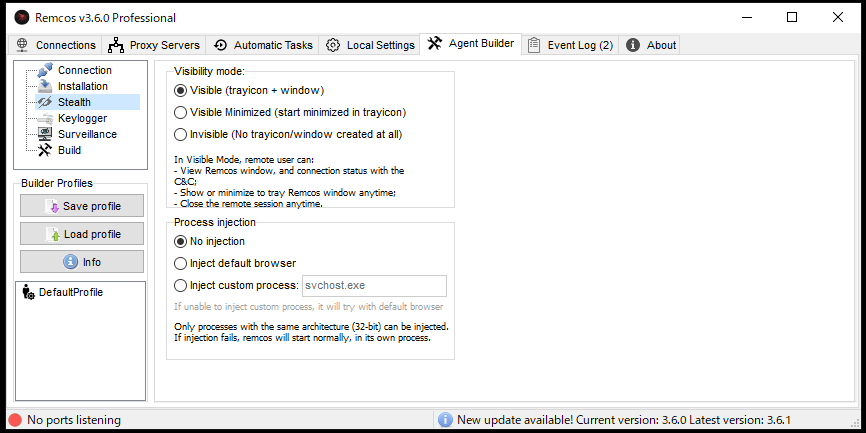 Remcos v3.6.0 Professional
Connections
Proxy Servers
Automatic Tasks
Local Settings
Agent Builder
Event Log (2)
About
Connection
Installation
Stealth
Keylogger
Surveillance
Build
Builder Profiles
Save profile
Load profile
Info
DefaultProfile
Visibility mode:
Visible (trayicon + window)
Visible Minimized (start minimized in trayicon)
Invisible (No trayicon/window created at all)
In Visible Mode, remote user can:
- View Remcos window, and connection status with the
C&C;
- Show or minimize to tray Remcos window anytime;
- Close the remote session anytime.
Process injection
No injection
Inject default browser
Inject custom process: svchost.exe
If unable to inject custom process, it will try with default browser
Only processes with the same architecture (32-bit) can be injected.
If injection fails, remcos will start normally, in its own process.
No ports listening
New update available! Current version: 3.6.0 Latest version: 3.6.1